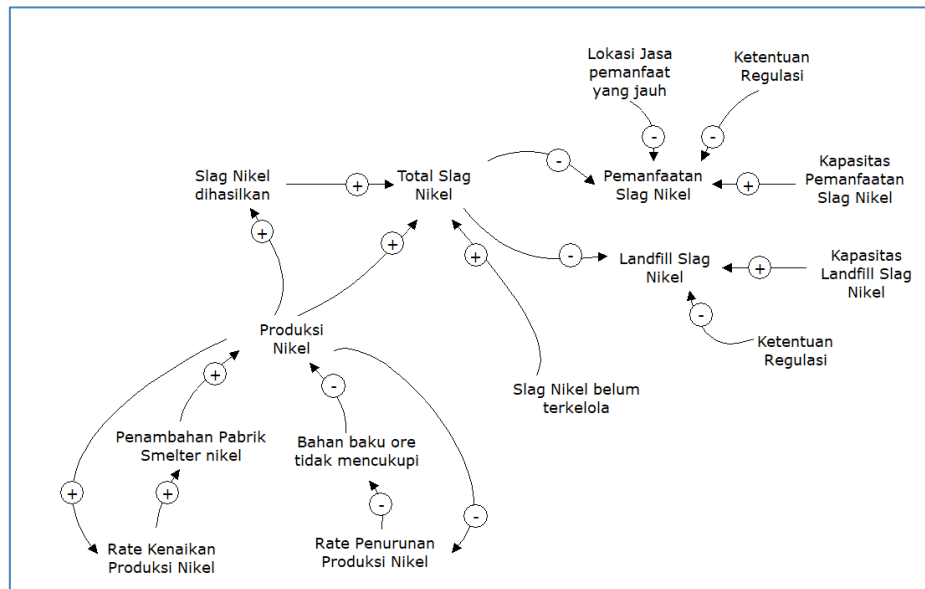 Lokasi Jasa
pemanfaat
yang jauh
Ketentuan
Regulasi
-
-
Slag Nikel
dihasilkan
+
Total Slag
Nikel
-
Pemanfaatan
Slag Nikel
+
Kapasitas
Pemanfaatan
Slag Nikel
+
+
+
-
Landfill Slag
Nikel
+
Kapasitas
Landfill Slag
Nikel
-
Ketentuan
Regulasi
Produksi
Nikel
+
-
Slag Nikel belum
terkelola
Penambahan Pabrik
Smelter nikel
Bahan baku ore
tidak mencukupi
+
+
-
-
Rate Kenaikan
Produksi Nikel
Rate Penurunan
Produksi Nikel